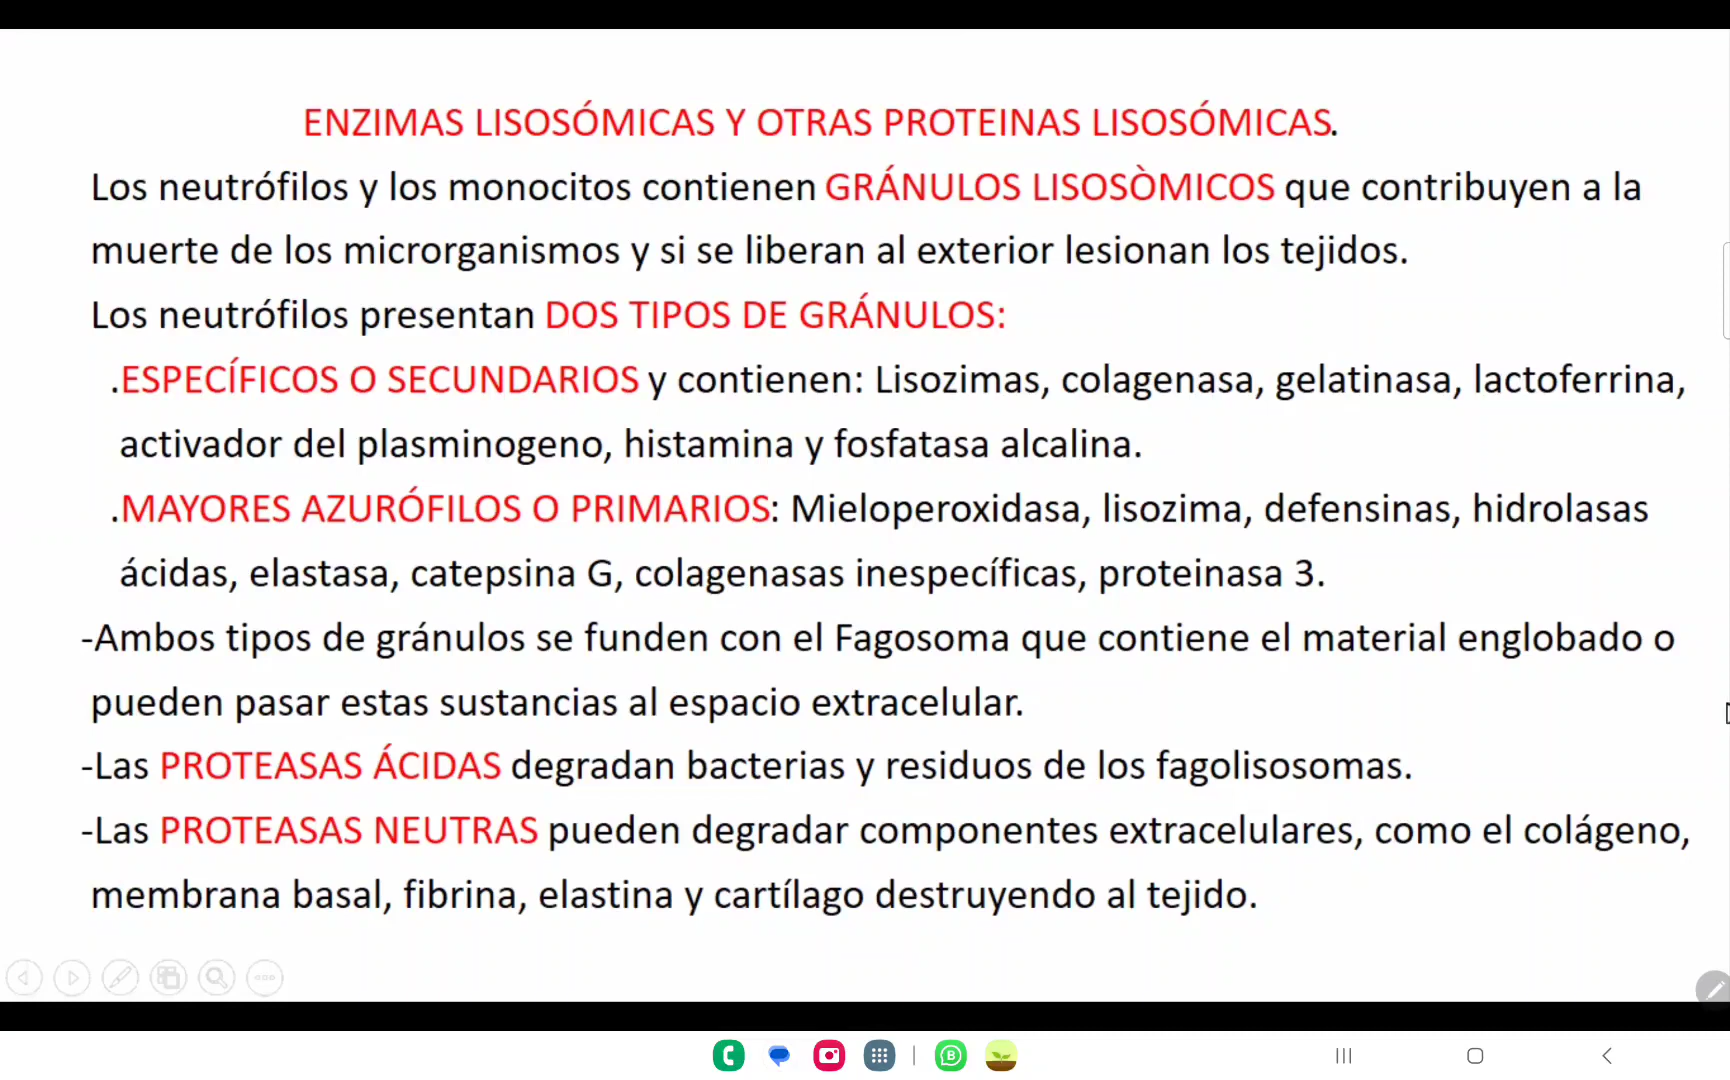 ENZIMAS LISOSÓMICAS Y OTRAS PROTEINAS LISOSÓMICAS.
Los neutrófilos y los monocitos contienen GRÁNULOS LISOSÒMICOS que contribuyen a la
muerte de los microrganismos y si se liberan al exterior lesionan los tejidos.
Los neutrófilos presentan DOS TIPOS DE GRÁNULOS:
.ESPECÍFICOS O SECUNDARIOS y contienen: Lisozimas, colagenasa, gelatinasa, lactoferrina,
activador del plasminogeno, histamina y fosfatasa alcalina.
.MAYORES AZURÓFILOS O PRIMARIOS: Mieloperoxidasa, lisozima, defensinas, hidrolasas
ácidas, elastasa, catepsina G, colagenasas inespecíficas, proteinasa 3.
-Ambos tipos de gránulos se funden con el Fagosoma que contiene el material englobado o
pueden pasar estas sustancias al espacio extracelular.
-Las PROTEASAS ÁCIDAS degradan bacterias y residuos de los fagolisosomas.
-Las PROTEASAS NEUTRAS pueden degradar componentes extracelulares, como el colágeno,
membrana basal, fibrina, elastina y cartílago destruyendo al tejido.